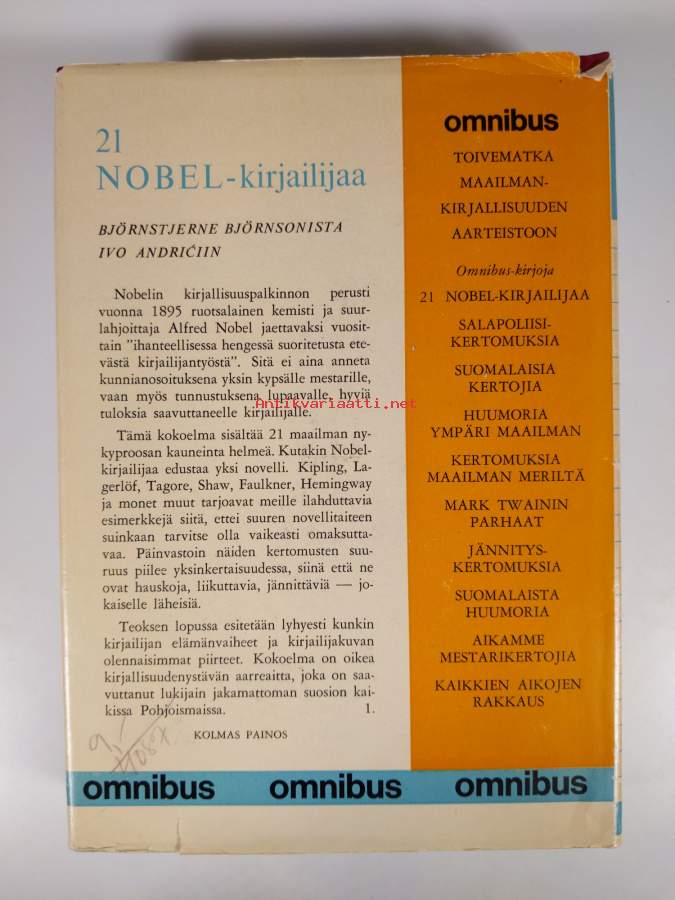 21
NOBEL-kirjailijaa
BJÖRNSTJERNE BJÖRNSONISTA
IVO ANDRIĆIIN
Nobelin kirjallisuuspalkinnon perusti
vuonna 1895 ruotsalainen kemisti ja suur-
lahjoittaja Alfred Nobel jaettavaksi vuosit-
tain "ihanteellisessa hengessä suoritetusta ete-
västä kirjailijantyöstä". Sitä ei aina anneta
kunnianosoituksena yksin kypsälle mestarille,
vaan myös tunnustuksena lupaavalle, hyviä
tuloksia saavuttaneelle kirjailijalle.
Tämä kokoelma sisältää 21 maailman ny-
kyproosan kauneinta helmeä. Kutakin Nobel-
kirjailijaa edustaa yksi novelli. Kipling, La-
gerlöf, Tagore, Shaw, Faulkner, Hemingway
ja monet muut tarjoavat meille ilahduttavia
esimerkkejä siitä, ettei suuren novellitaiteen
suinkaan tarvitse olla vaikeasti omaksutta-
vaa. Päinvastoin näiden kertomusten suu-
ruus piilee yksinkertaisuudessa, siinä että ne
ovat hauskoja, liikuttavia, jännittäviä — jo-
kaiselle läheisiä.
Teoksen lopussa esitetään lyhyesti kunkin
kirjailijan elämänvaiheet ja kirjailijakuvan
olennaisimmat piirteet. Kokoelma on oikea
kirjallisuudenystävän aarreaitta, joka on saa-
vuttanut lukijain jakamattoman suosion kai-
kissa Pohjoismaissa. 1.
KOLMAS PAINOS
omnibus
TOIVEMATKA
MAAILMAN-
KIRJALLISUUDEN
AARTEISTOON
Omnibus-kirjoja
21 NOBEL-KIRJAILIJAA
SALAPOLIISI-
KERTOMUKSIA
SUOMALAISIA
KERTOJIA
HUUMORIA
YMPÄRI MAAILMAN
KERTOMUKSIA
MAAILMAN MERILTÄ
MARK TWAININ
PARHAAT
JÄNNITYS-
KERTOMUKSIA
SUOMALAISTA
HUUMORIA
AIKAMME
MESTARIKERTOJIA
KAIKKIEN AIKOJEN
RAKKAUS
omnibus omnibus omnibus
Antikvariaatti.net